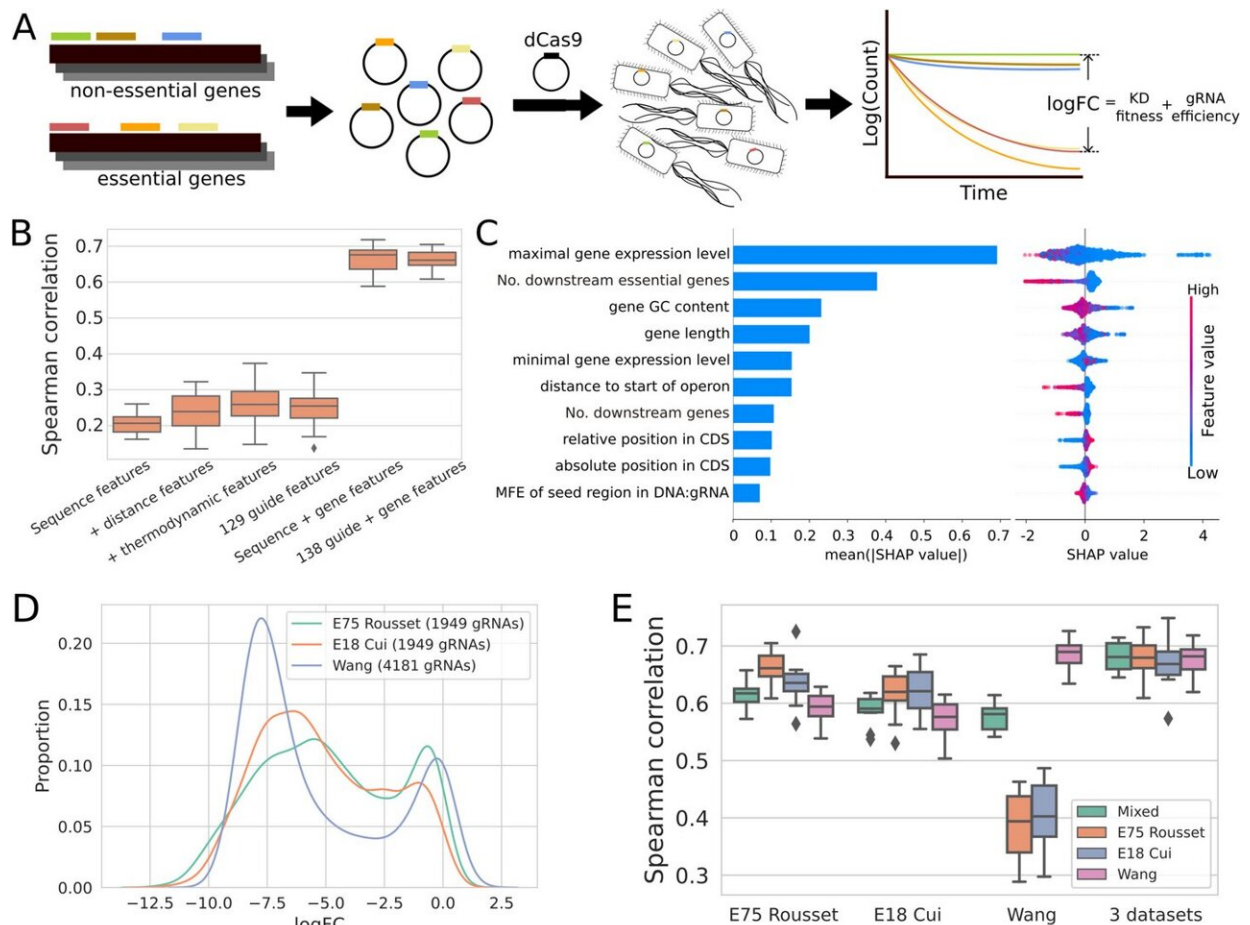 A
non-essential genes
essential genes
dCas9
Log(Count)
Time
logFC = KD fitness + gRNA efficiency
B
Spearman correlation
0.7
0.6
0.5
0.4
0.3
0.2
Sequence features
+ distance features
+ thermodynamic features
129 guide features
Sequence + gene features
138 guide + gene features
C
maximal gene expression level
No. downstream essential genes
gene GC content
gene length
minimal gene expression level
distance to start of operon
No. downstream genes
relative position in CDS
absolute position in CDS
MFE of seed region in DNA:gRNA
0 0.1 0.2 0.3 0.4 0.5 0.6 0.7
mean(|SHAP value|)
High
Feature value
Low
-2 0 2 4
SHAP value
D
Proportion
0.20
0.15
0.10
0.05
0.00
E75 Rousset (1949 gRNAs)
E18 Cui (1949 gRNAs)
Wang (4181 gRNAs)
−12.5 −10.0 −7.5 −5.0 −2.5 0.0 2.5
logFC
E
Spearman correlation
0.7
0.6
0.5
0.4
0.3
Mixed
E75 Rousset
E18 Cui
Wang
E75 Rousset E18 Cui Wang 3 datasets